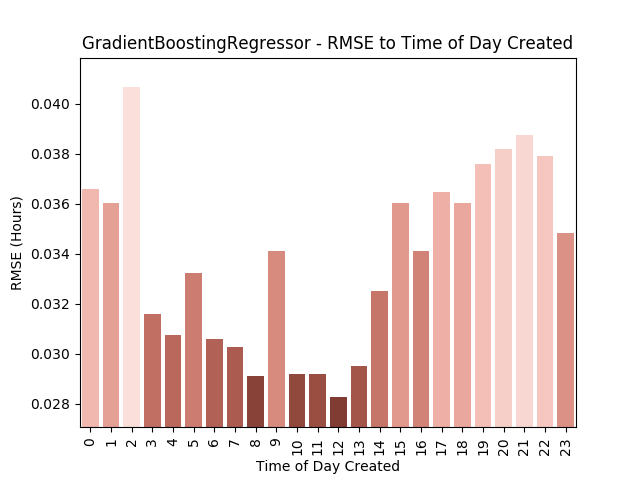 GradientBoostingRegressor - RMSE to Time of Day Created
0.040
0.038
0.036
0.034
0.032
0.030
0.028
RMSE (Hours)
0 1 2 3 4 5 6 7 8 9 10 11 12 13 14 15 16 17 18 19 20 21 22 23
Time of Day Created